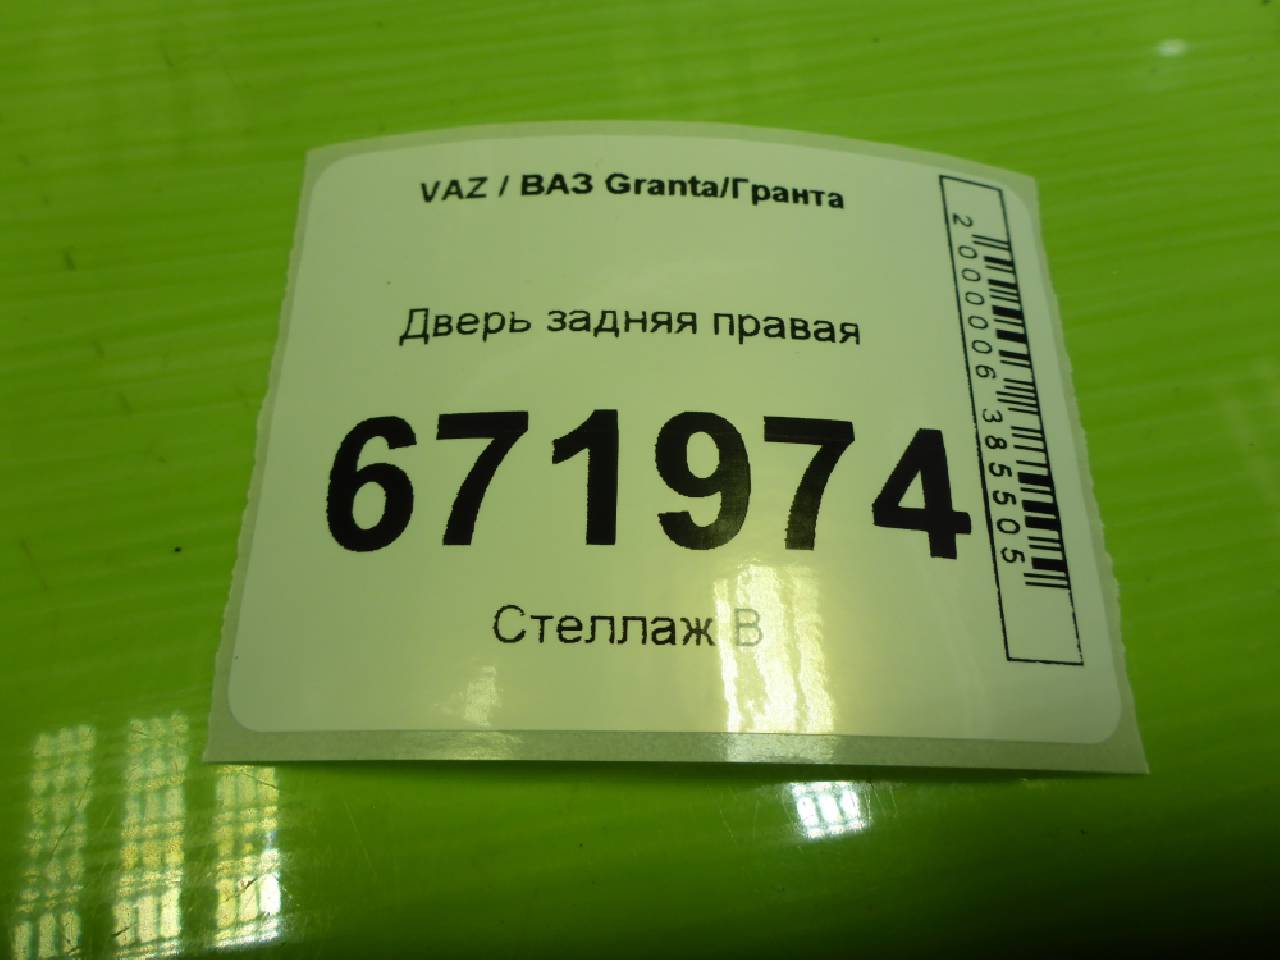 VAZ / ВАЗ Granta/Гранта
Дверь задняя правая
671974
Стеллаж В
2000006385505